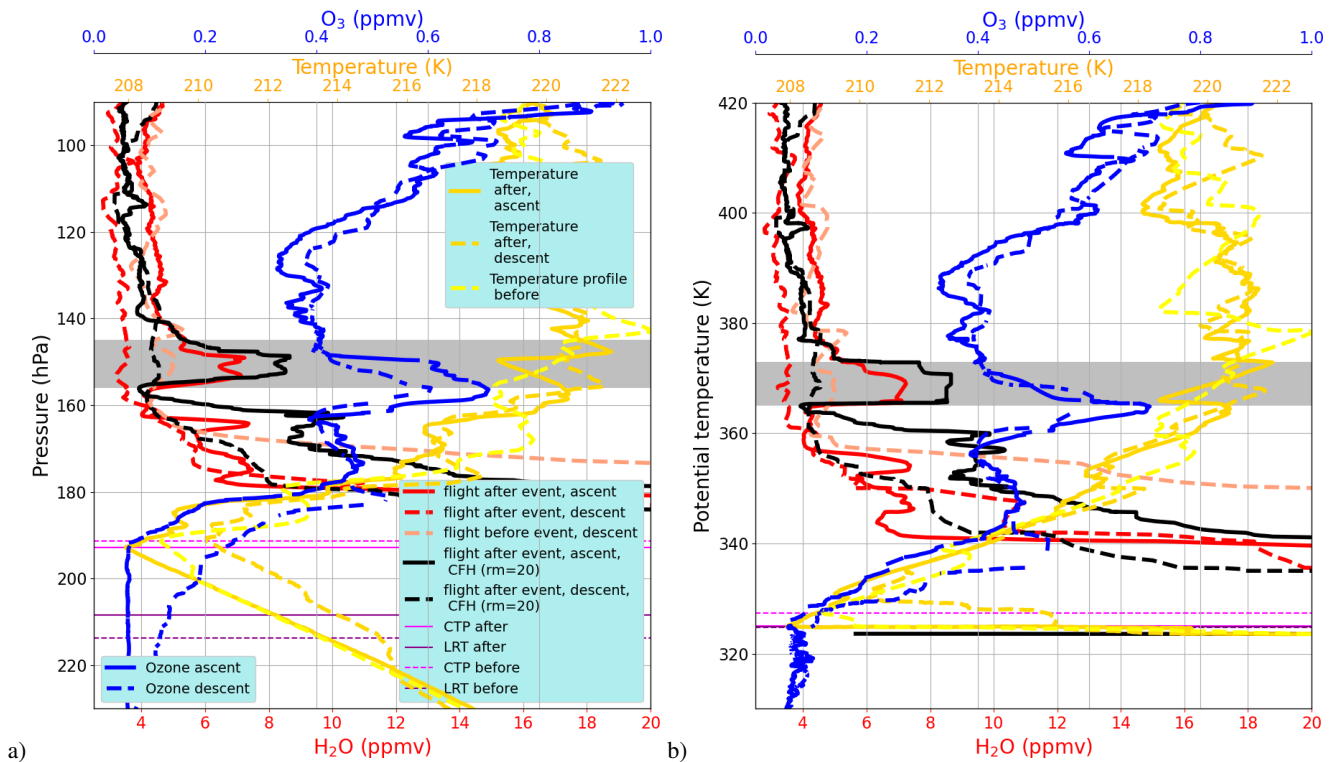 O3 (ppmv)
0.0 0.2 0.4 0.6 0.8 1.0
Temperature (K)
208 210 212 214 216 218 220 222
Pressure (hPa)
100
120
140
160
180
200
220
Temperature
after,
ascent
Temperature
after,
descent
Temperature profile
before
flight after event, ascent
flight after event, descent
flight before event, descent
flight after event, ascent,
CFH (rm=20)
flight after event, descent,
CFH (rm=20)
CTP after
LRT after
CTP before
LRT before
Ozone ascent
Ozone descent
4 6 8 10 12 14 16 18 20
H2O (ppmv)
a)
O3 (ppmv)
0.0 0.2 0.4 0.6 0.8 1.0
Temperature (K)
208 210 212 214 216 218 220 222
Potential temperature (K)
420
400
380
360
340
320
4 6 8 10 12 14 16 18 20
H2O (ppmv)
b)